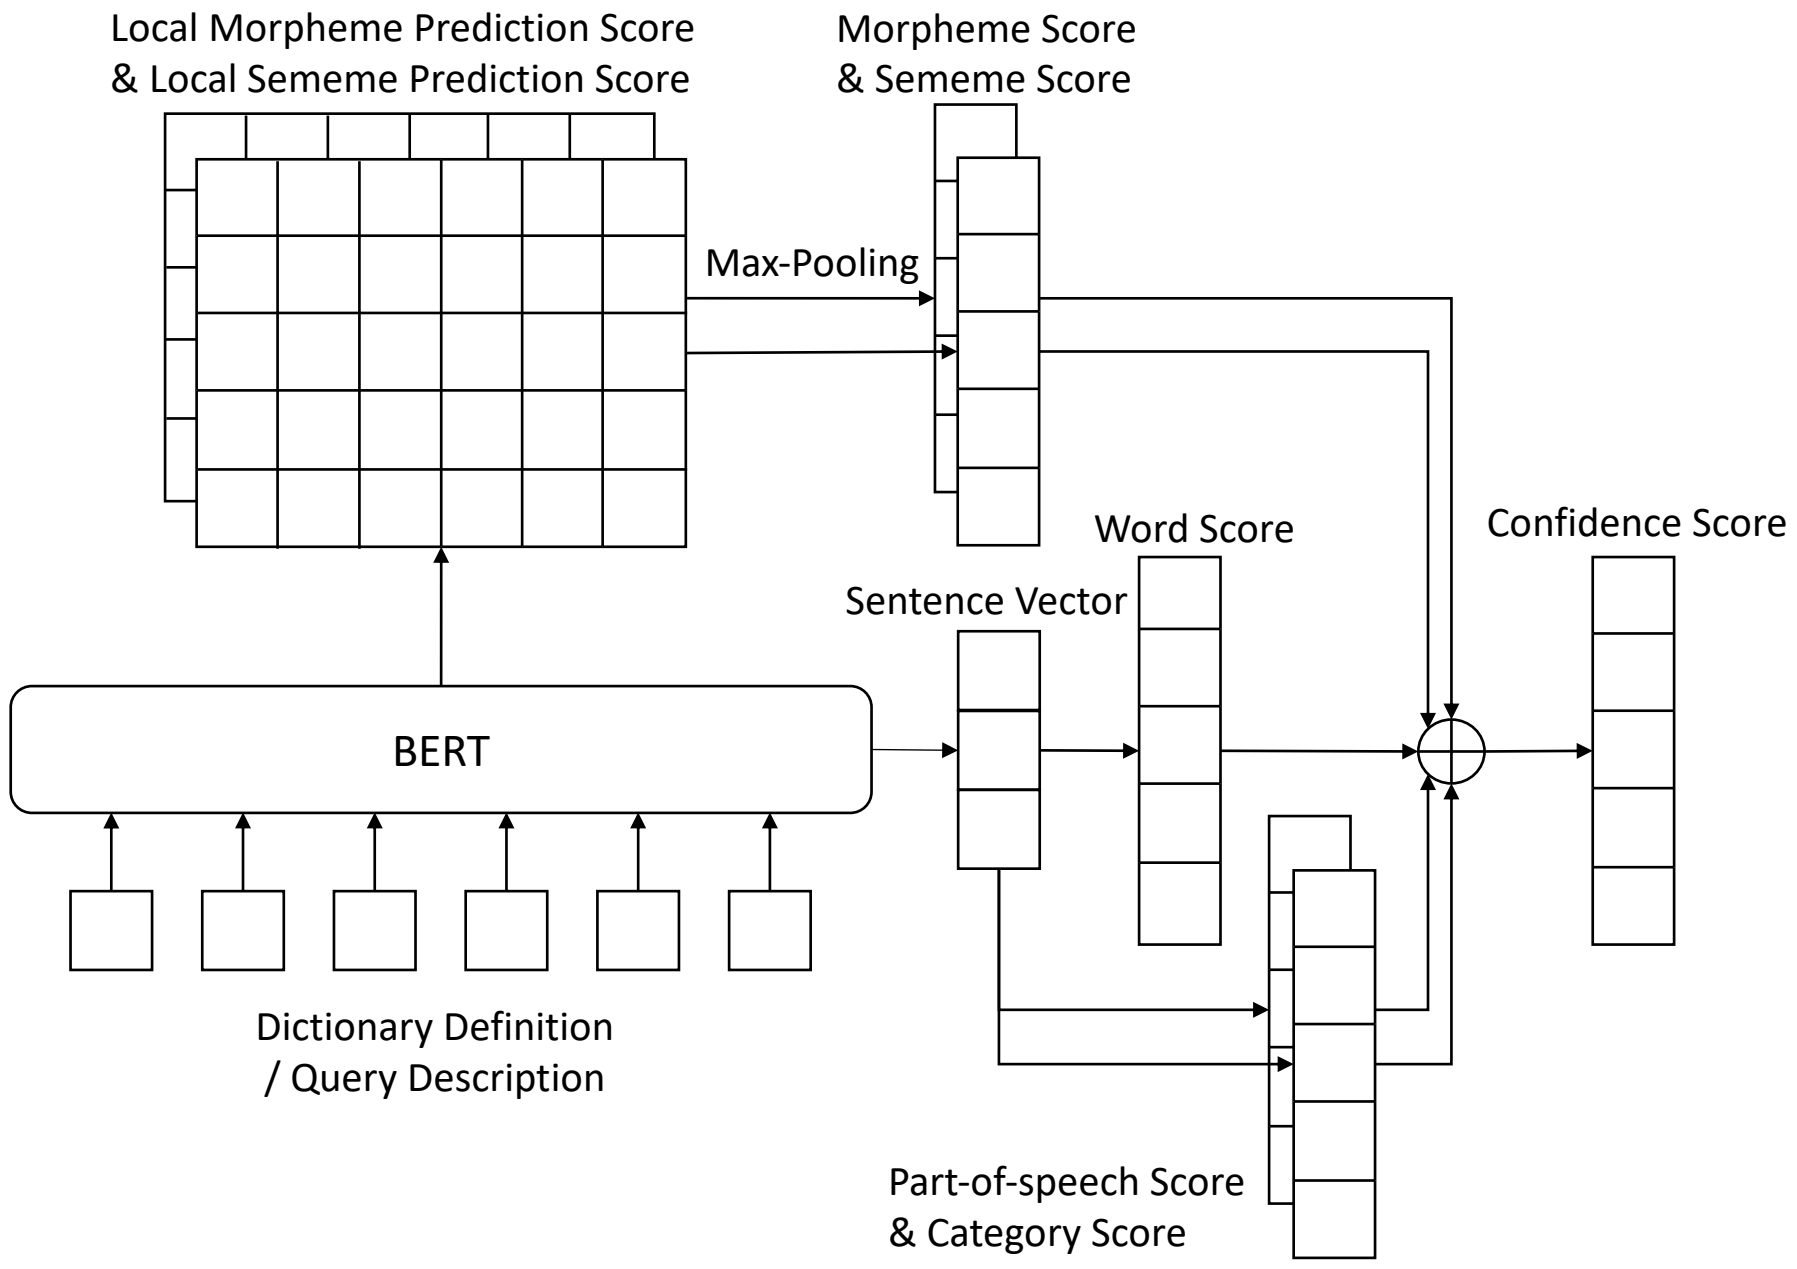 Local Morpheme Prediction Score
& Local Sememe Prediction Score
Morpheme Score
& Sememe Score
Max-Pooling
Word Score
Confidence Score
Sentence Vector
BERT
Dictionary Definition
/ Query Description
Part-of-speech Score
& Category Score